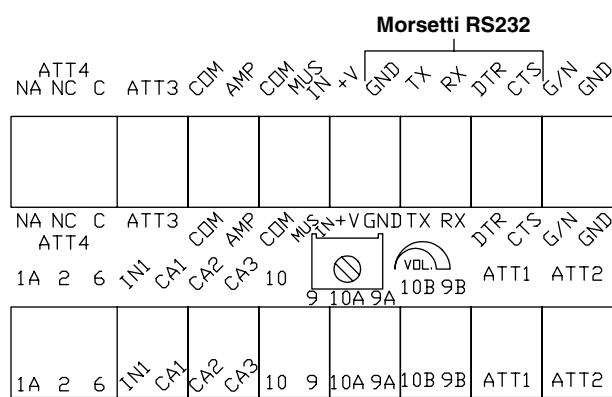 Morsetti RS232
ATT4
NA NC C ATT3 COM AMP COM MUS IN +V GND TX RX DTR CTS G/N GND
NA NC C ATT3 COM AMP COM MUS IN +V GND TX RX DTR CTS G/N GND
ATT4
1A 2 6 IN1 CA1 CA2 CA3 10 9 10A 9A VOL. 10B 9B ATT1 ATT2
1A 2 6 IN1 CA1 CA2 CA3 10 9 10A 9A 10B 9B ATT1 ATT2